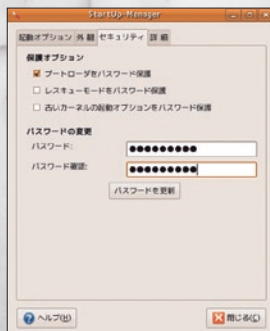 StartUp-Manager
起動オプション 外観 セキュリティ 詳細
保護オプション
ブートローダをパスワード保護
レスキューモードをパスワード保護
古いカーネルの起動オプションをパスワード保護
パスワードの変更
パスワード:
パスワード確認:
パスワードを更新
ヘルプ(H)
閉じる(C)